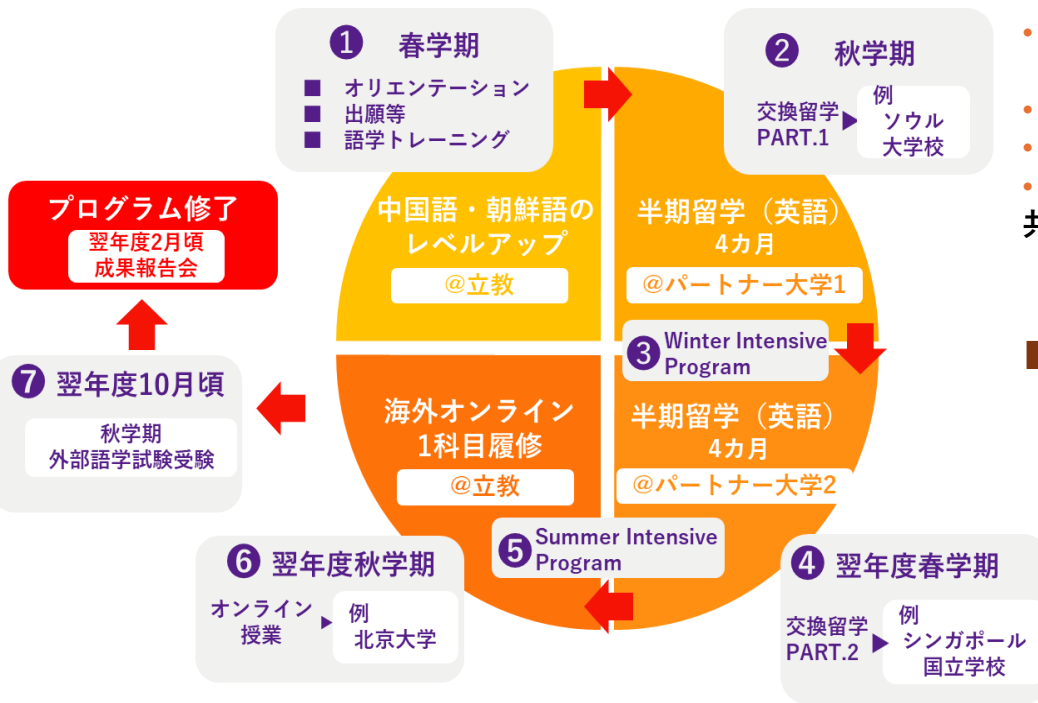 ❶ 春学期
■ オリエンテーション
■ 出願等
■ 語学トレーニング
中国語・朝鮮語の
レベルアップ
@立教
❷ 秋学期
交換留学
PART.1
例
ソウル
大学校
半期留学（英語）
4カ月
@パートナー大学1
❸ Winter Intensive
Program
半期留学（英語）
4カ月
@パートナー大学2
❹ 翌年度春学期
交換留学
PART.2
例
シンガポール
国立学校
❺ Summer Intensive
Program
海外オンライン
1科目履修
@立教
❻ 翌年度秋学期
オンライン
授業
例
北京大学
❼ 翌年度10月頃
秋学期
外部語学試験受験
プログラム修了
翌年度2月頃
成果報告会